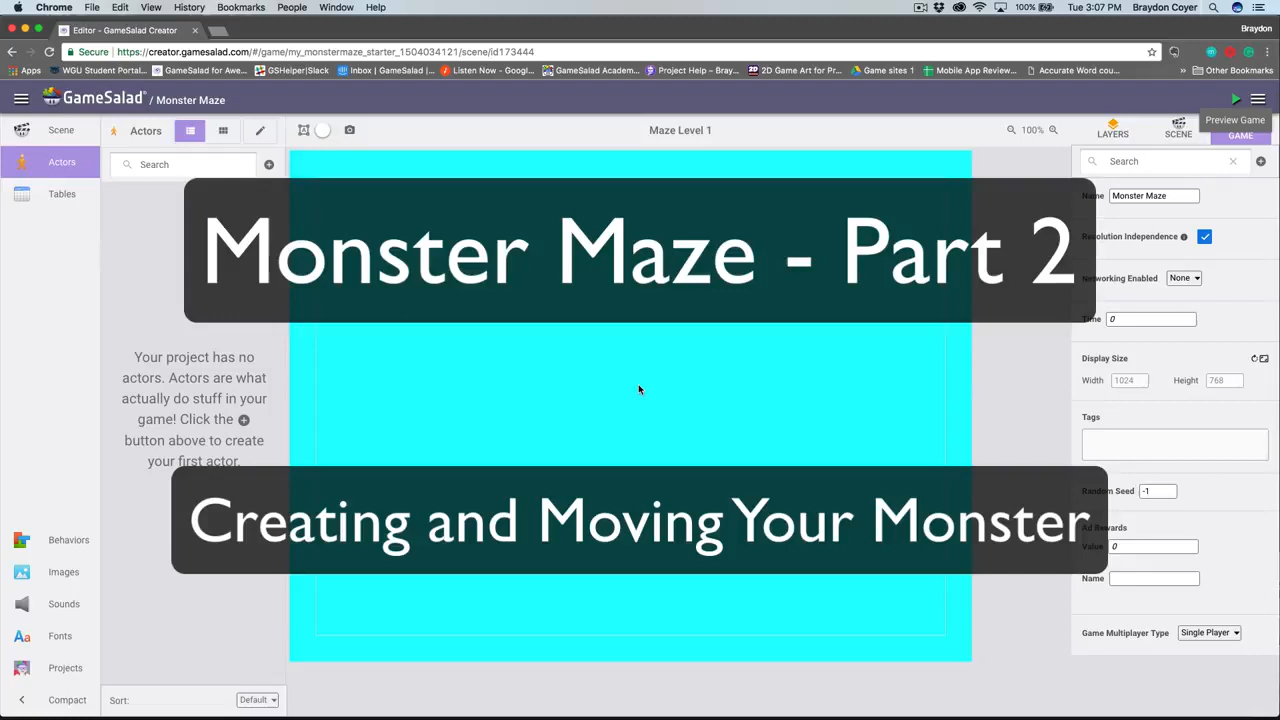 Chrome File Edit View History Bookmarks People Window Help 100% Tue 3:07 PM Braydon Coyer
Editor - GameSalad Creator Braydon
Secure https://creator.gamesalad.com/#/game/my_monstermaze_starter_1504034121/scene/id173444
Apps WGU Student Portal... GameSalad for Awe... GSHelper|Slack Inbox | GameSalad |... Listen Now - Googl... GameSalad Academ... Project Help – Bray... 2D Game Art for Pr... Game sites 1 Mobile App Review... Accurate Word cou... » Other Bookmarks
GameSalad / Monster Maze
Preview Game
Scene Actors Maze Level 1 100% LAYERS SCENE GAME
Actors Search Search
Tables
Name Monster Maze
Monster Maze - Part 2
Resolution Independence
Networking Enabled None
Time 0
Your project has no
actors. Actors are what
actually do stuff in your
game! Click the
button above to create
your first actor.
Display Size
Width 1024 Height 768
Tags
Creating and Moving Your Monster
Random Seed -1
Ad Rewards
Value 0
Name
Behaviors
Images
Sounds
Fonts
Projects
Game Multiplayer Type Single Player
Compact Sort: Default